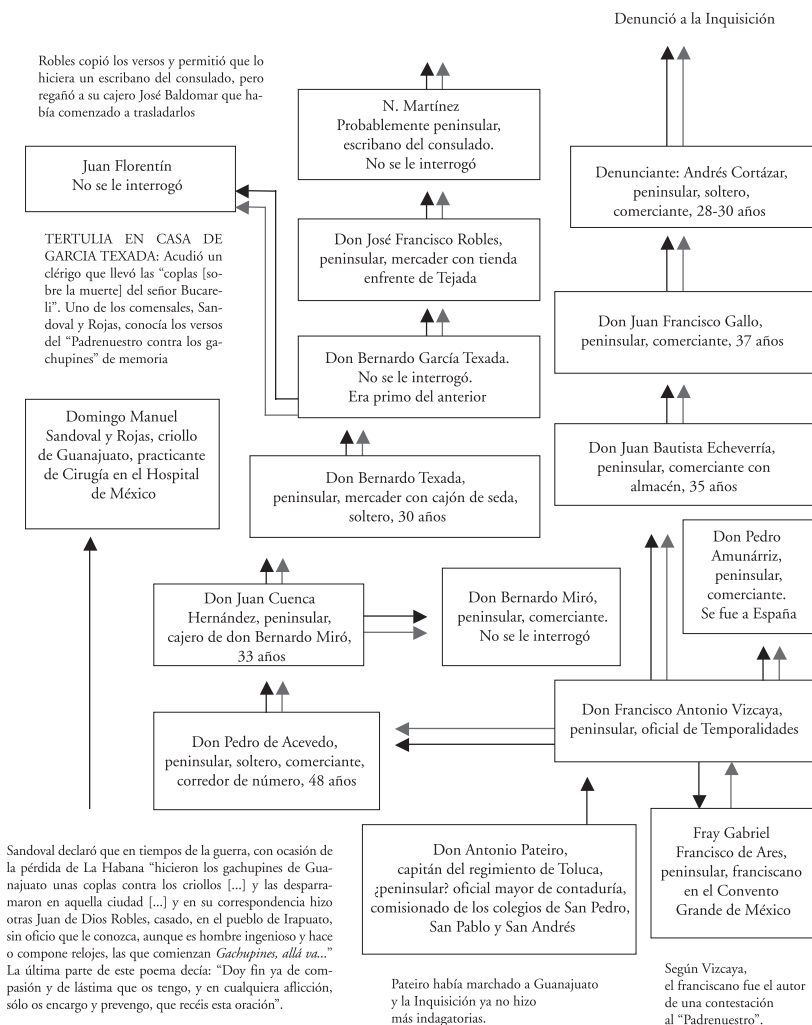 Denunció a la Inquisición
Robles copió los versos y permitió que lo
hiciera un escribano del consulado, pero
regañó a su cajero José Baldomar que ha-
bía comenzado a trasladarlos
N. Martínez
Probablemente peninsular,
escribano del consulado.
No se le interrogó
Juan Florentín
No se le interrogó
Denunciante: Andrés Cortázar,
peninsular, soltero,
comerciante, 28-30 años
TERTULIA EN CASA DE
GARCIA TEXADA: Acudió un
clérigo que llevó las “coplas [so-
bre la muerte] del señor Bucare-
li”. Uno de los comensales, San-
doval y Rojas, conocía los versos
del “Padrenuestro contra los ga-
chupines” de memoria
Don José Francisco Robles,
peninsular, mercader con tienda
enfrente de Tejada
Don Juan Francisco Gallo,
peninsular, comerciante, 37 años
Don Bernardo García Texada.
No se le interrogó.
Era primo del anterior
Domingo Manuel
Sandoval y Rojas, criollo
de Guanajuato, practicante
de Cirugía en el Hospital
de México
Don Juan Bautista Echeverría,
peninsular, comerciante con
almacén, 35 años
Don Bernardo Texada,
peninsular, mercader con cajón de seda,
soltero, 30 años
Don Pedro
Amunárriz,
peninsular,
comerciante.
Se fue a España
Don Juan Cuenca
Hernández, peninsular,
cajero de don Bernardo Miró,
33 años
Don Bernardo Miró,
peninsular, comerciante.
No se le interrogó
Don Francisco Antonio Vizcaya,
peninsular, oficial de Temporalidades
Don Pedro de Acevedo,
peninsular, soltero, comerciante,
corredor de número, 48 años
Don Antonio Pateiro,
capitán del regimiento de Toluca,
¿peninsular? oficial mayor de contaduría,
comisionado de los colegios de San Pedro,
San Pablo y San Andrés
Fray Gabriel
Francisco de Ares,
peninsular, franciscano
en el Convento
Grande de México
Sandoval declaró que en tiempos de la guerra, con ocasión de
la pérdida de La Habana “hicieron los gachupines de Gua-
najuato unas coplas contra los criollos [...] y las desparra-
maron en aquella ciudad [...] y en su correspondencia hizo
otras Juan de Dios Robles, casado, en el pueblo de Irapuato,
sin oficio que le conozca, aunque es hombre ingenioso y hace
o compone relojes, las que comienzan Gachupines, allá va...”
La última parte de este poema decía: “Doy fin ya de com-
pasión y de lástima que os tengo, y en cualquiera aflicción,
sólo os encargo y prevengo, que recéis esta oración”.
Pateiro había marchado a Guanajuato
y la Inquisición ya no hizo
más indagatorias.
Según Vizcaya,
el franciscano fue el autor
de una contestación
al “Padrenuestro”.